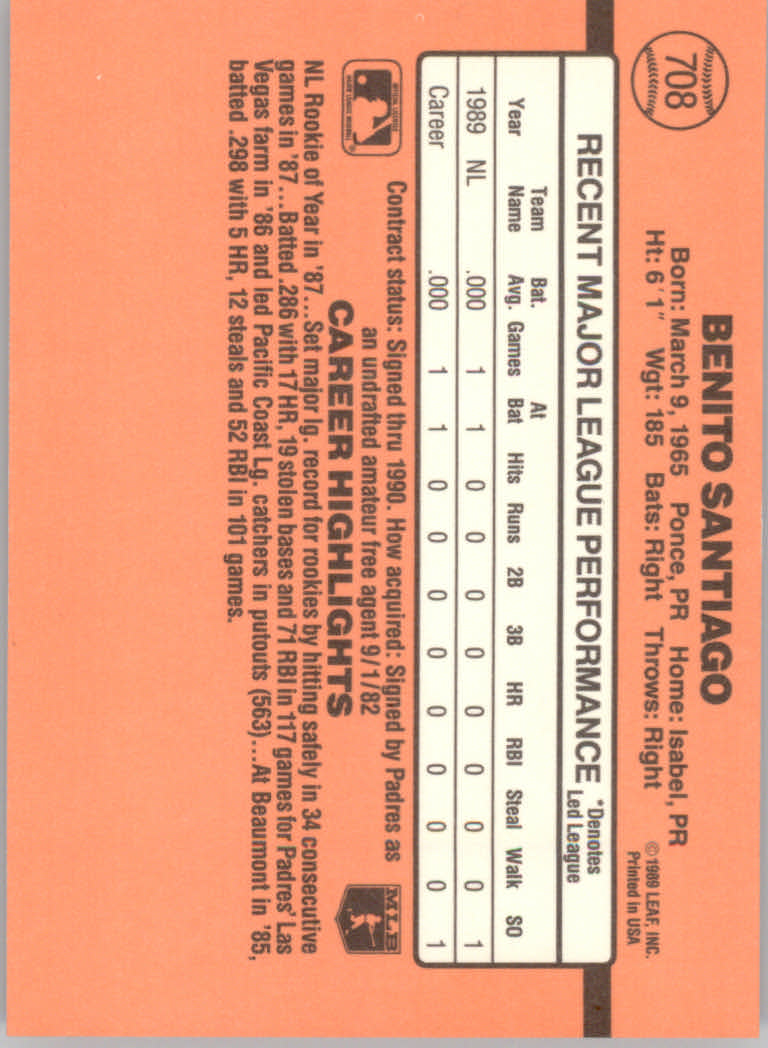 708
BENITO SANTIAGO
Born: March 9, 1965 Ponce, PR Home: Isabel, PR
Ht: 6'1" Wgt: 185 Bats: Right Throws: Right
© 1989 LEAF, INC.
Printed in USA
RECENT MAJOR LEAGUE PERFORMANCE *Denotes Led League
Year Team Name Bat. Avg. Games At Bat Hits Runs 2B 3B HR RBI Steal Walk SO
1989 NL .000 1 1 0 0 0 0 0 0 0 0 1
Career .000 1 1 0 0 0 0 0 0 0 0 1
Contract status: Signed thru 1990. How acquired: Signed by Padres as
an undrafted amateur free agent 9/1/82
MLB
CAREER HIGHLIGHTS
NL Rookie of Year in '87...Set major lg. record for rookies by hitting safely in 34 consecutive
games in '87...Batted .286 with 17 HR, 19 stolen bases and 71 RBI in 117 games for Padres' Las
Vegas farm in '86 and led Pacific Coast Lg. catchers in putouts (563)...At Beaumont in '85,
batted .298 with 5 HR, 12 steals and 52 RBI in 101 games.